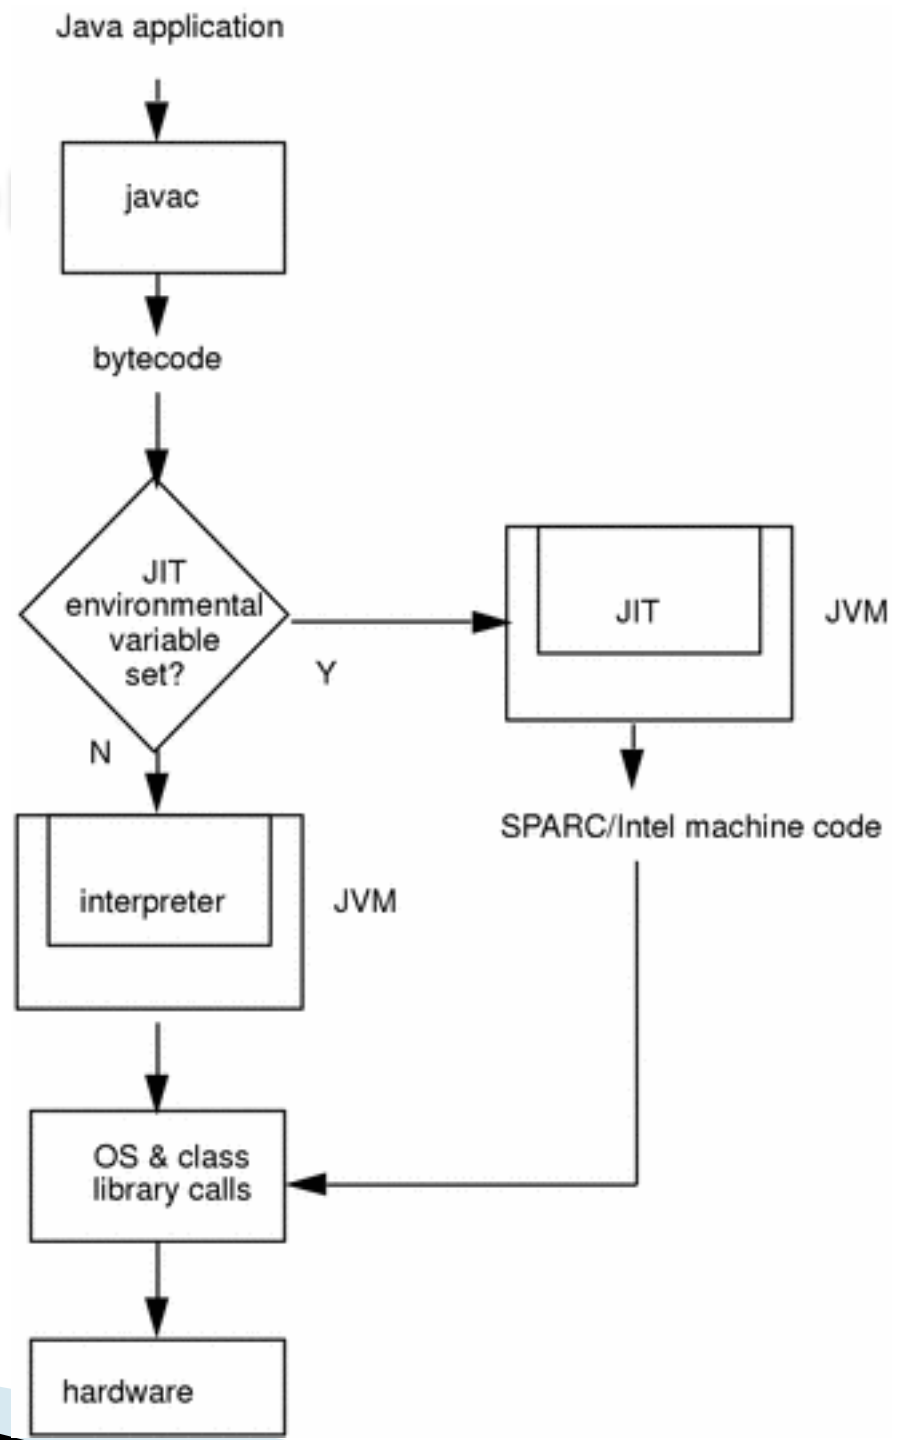 Java application
javac
bytecode
JIT
environmental
variable
set?
Y
N
JIT
JVM
SPARC/Intel machine code
interpreter
JVM
OS & class
library calls
hardware